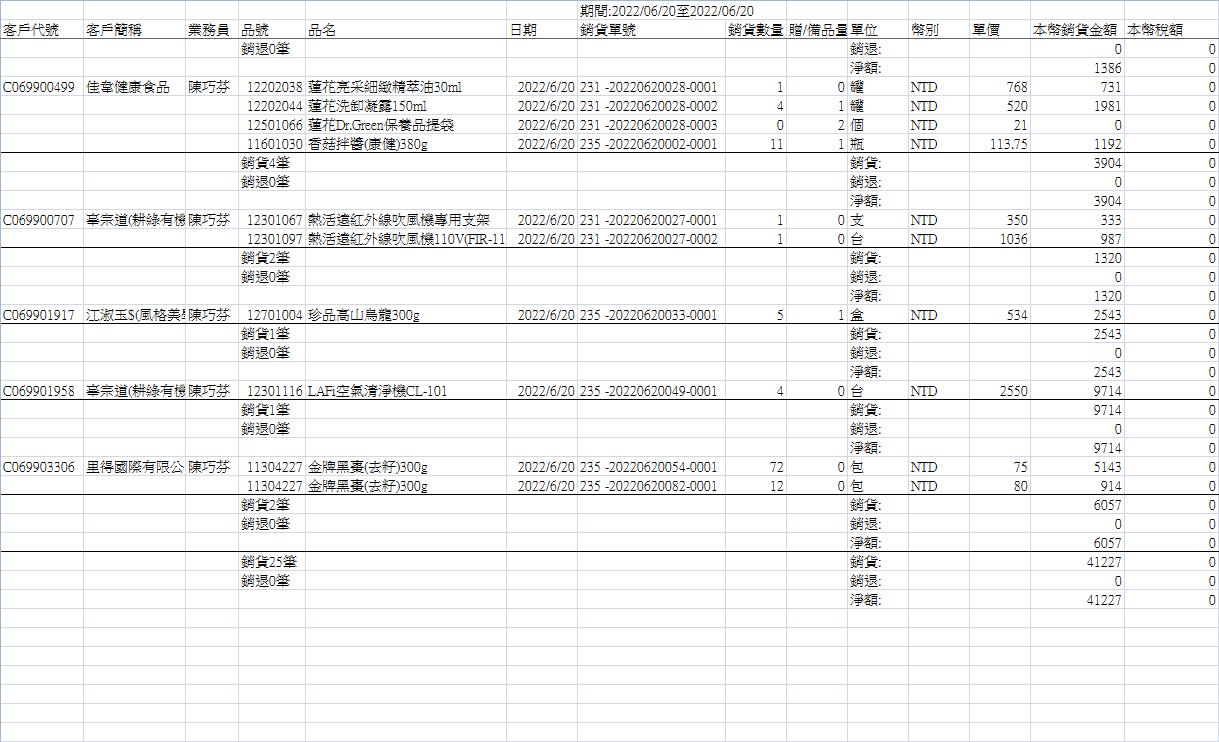 期間:2022/06/20至2022/06/20
客戶代號 客戶簡稱 業務員 品號 品名 日期 銷貨單號 銷貨數量 贈/備品量 單位 幣別 單價 本幣銷貨金額 本幣稅額
銷退0筆 銷退: 0 0
淨額: 1386 0
C069900499 佳韋健康食品 陳巧芬 12202038 蓮花亮采細緻精萃油30ml 2022/6/20 231 -20220620028-0001 1 0 罐 NTD 768 731 0
12202044 蓮花洗卸凝露150ml 2022/6/20 231 -20220620028-0002 4 1 罐 NTD 520 1981 0
12501066 蓮花Dr.Green保養品提袋 2022/6/20 231 -20220620028-0003 0 2 個 NTD 21 0 0
11601030 香菇拌醬(康健)380g 2022/6/20 235 -20220620002-0001 11 1 瓶 NTD 113.75 1192 0
銷貨4筆 銷貨: 3904 0
銷退0筆 銷退: 0 0
淨額: 3904 0
C069900707 宗道(耕綠有機 陳巧芬 12301067 熱活遠紅外線吹風機專用支架 2022/6/20 231 -20220620027-0001 1 0 支 NTD 350 333 0
12301097 熱活遠紅外線吹風機110V(FIR-11 2022/6/20 231 -20220620027-0002 1 0 台 NTD 1036 987 0
銷貨2筆 銷貨: 1320 0
銷退0筆 銷退: 0 0
淨額: 1320 0
C069901917 江淑玉$(風格美 陳巧芬 12701004 珍品高山烏龍300g 2022/6/20 235 -20220620033-0001 5 1 盒 NTD 534 2543 0
銷貨1筆 銷貨: 2543 0
銷退0筆 銷退: 0 0
淨額: 2543 0
C069901958 宗道(耕綠有機 陳巧芬 12301116 LAFi空氣清淨機CL-101 2022/6/20 235 -20220620049-0001 4 0 台 NTD 2550 9714 0
銷貨1筆 銷貨: 9714 0
銷退0筆 銷退: 0 0
淨額: 9714 0
C069903306 里得國際有限公 陳巧芬 11304227 金牌黑棗(去籽)300g 2022/6/20 235 -20220620054-0001 72 0 包 NTD 75 5143 0
11304227 金牌黑棗(去籽)300g 2022/6/20 235 -20220620082-0001 12 0 包 NTD 80 914 0
銷貨2筆 銷貨: 6057 0
銷退0筆 銷退: 0 0
淨額: 6057 0
銷貨25筆 銷貨: 41227 0
銷退0筆 銷退: 0 0
淨額: 41227 0